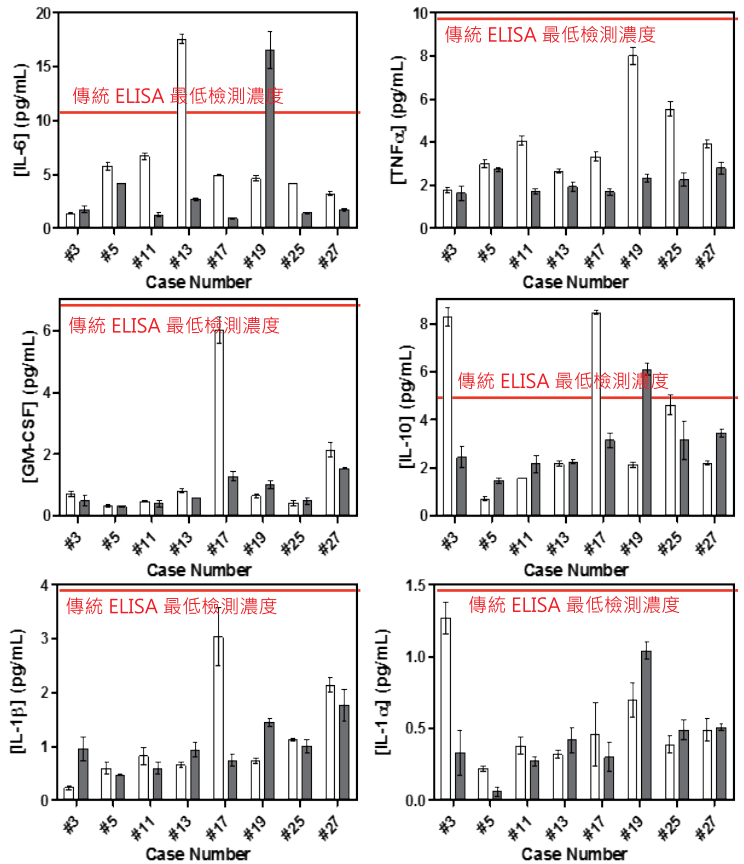 [IL-6] (pg/mL)
20
15
10
5
0
傳統 ELISA 最低檢測濃度
#3 #5 #11 #13 #17 #19 #25 #27
Case Number
[TNFα] (pg/mL)
10
8
6
4
2
0
傳統 ELISA 最低檢測濃度
#3 #5 #11 #13 #17 #19 #25 #27
Case Number
[GM-CSF] (pg/mL)
6
4
2
0
傳統 ELISA 最低檢測濃度
#3 #5 #11 #13 #17 #19 #25 #27
Case Number
[IL-10] (pg/mL)
8
6
4
2
0
傳統 ELISA 最低檢測濃度
#3 #5 #11 #13 #17 #19 #25 #27
Case Number
[IL-1β] (pg/mL)
4
3
2
1
0
傳統 ELISA 最低檢測濃度
#3 #5 #11 #13 #17 #19 #25 #27
Case Number
[IL-1α] (pg/mL)
1.5
1.0
0.5
0.0
傳統 ELISA 最低檢測濃度
#3 #5 #11 #13 #17 #19 #25 #27
Case Number